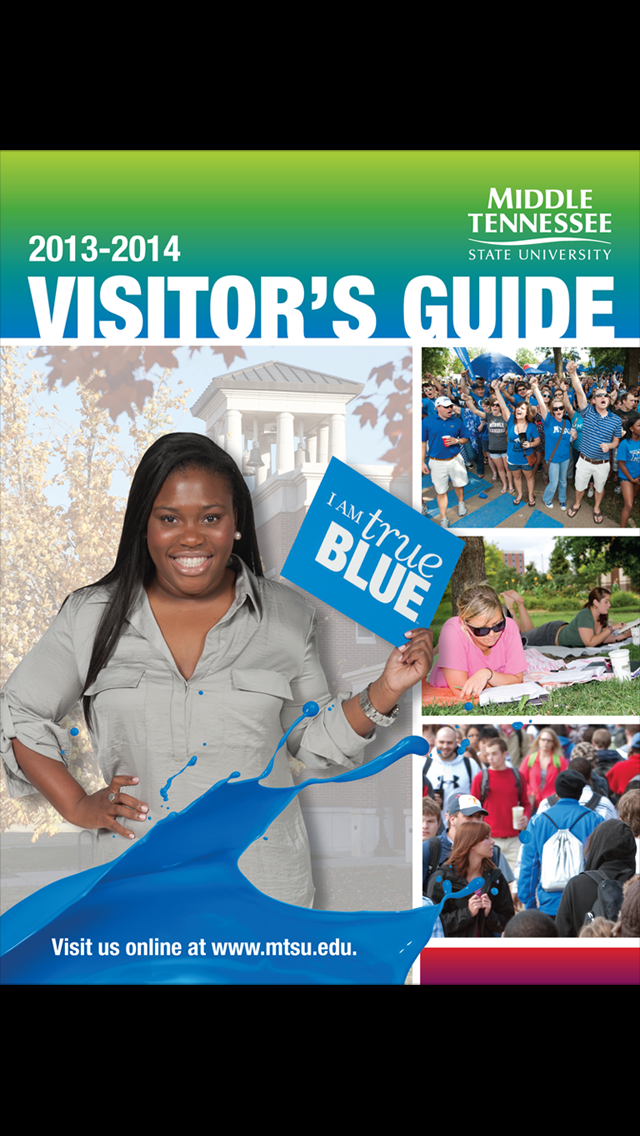 MIDDLE
TENNESSEE
STATE UNIVERSITY
2013-2014
VISITOR'S GUIDE
I AM true
BLUE
Visit us online at www.mtsu.edu.